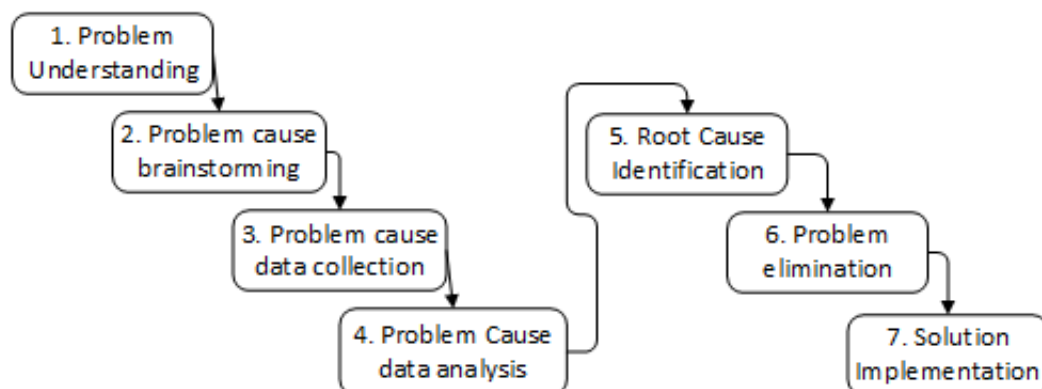 1. Problem
Understanding
2. Problem cause
brainstorming
3. Problem cause
data collection
4. Problem Cause
data analysis
5. Root Cause
Identification
6. Problem
elimination
7. Solution
Implementation